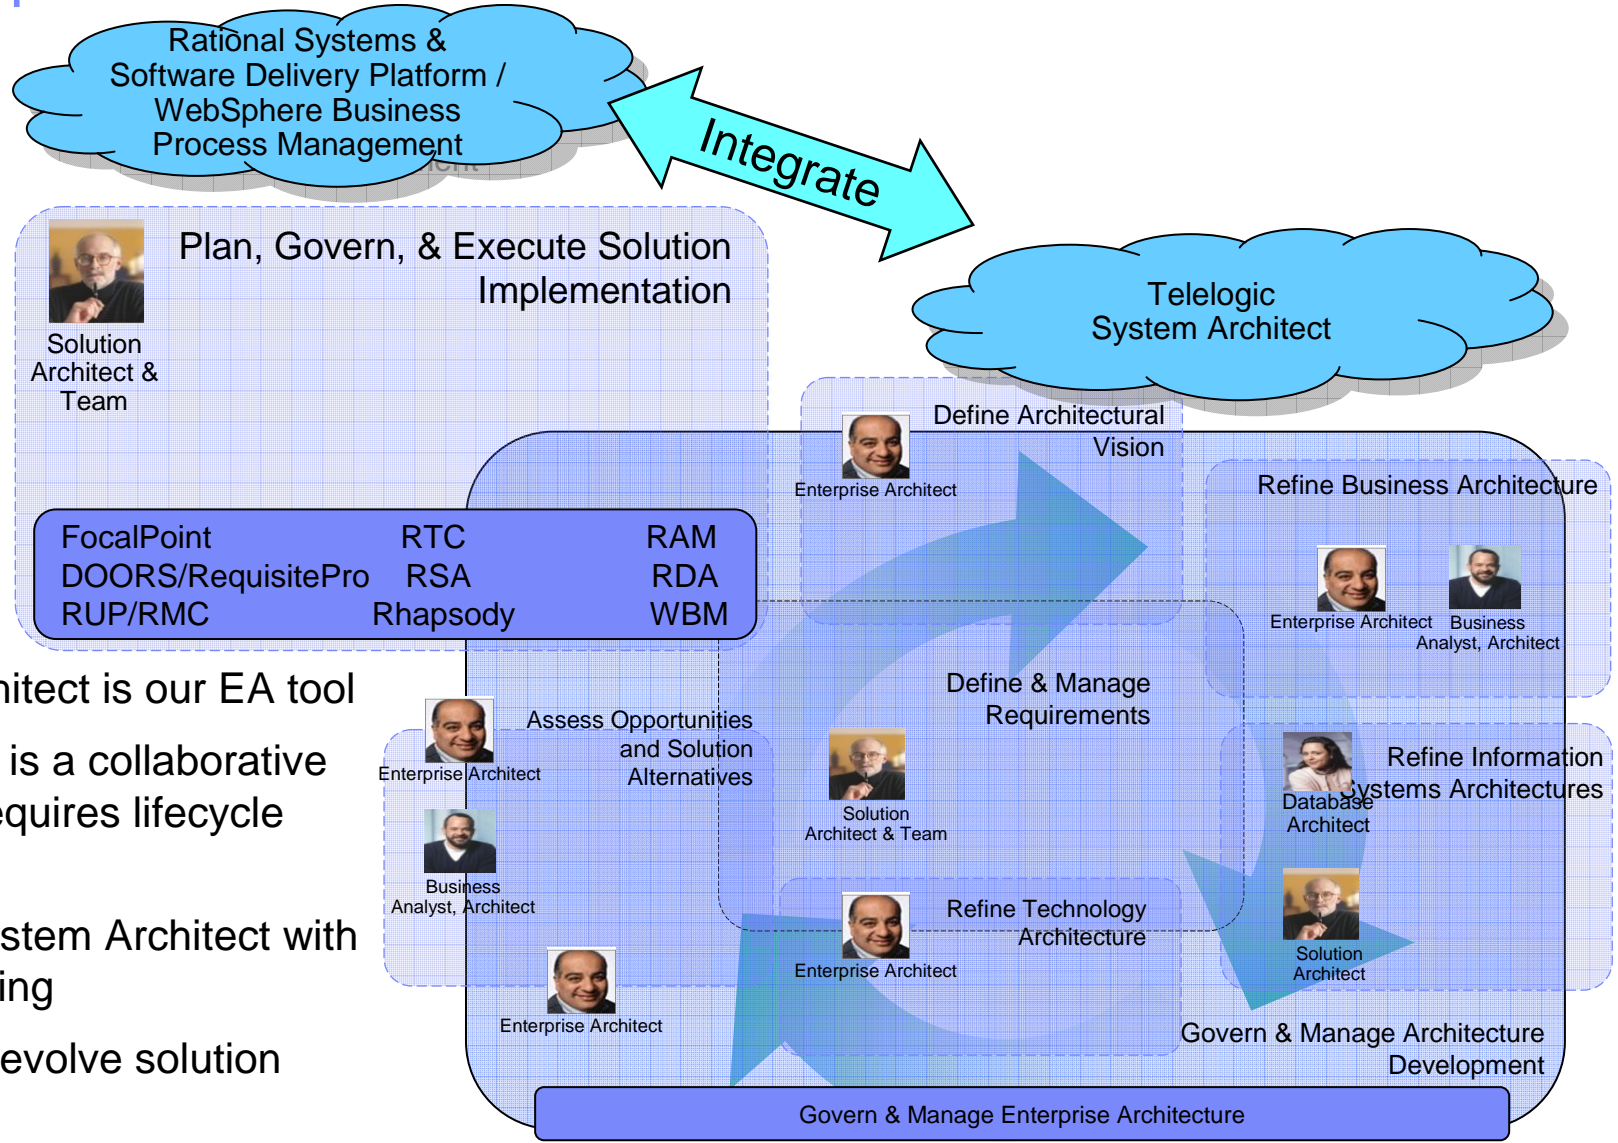 Rational Systems &
Software Delivery Platform /
WebSphere Business
Process Management
Integrate
Telelogic
System Architect
Plan, Govern, & Execute Solution
Implementation
Solution
Architect &
Team
Define Architectural
Vision
Enterprise Architect
Refine Business Architecture
Enterprise Architect
Business
Analyst, Architect
FocalPoint RTC RAM
DOORS/RequisitePro RSA RDA
RUP/RMC Rhapsody WBM
hitect is our EA tool
is a collaborative
equires lifecycle
stem Architect with
ing
evolve solution
Assess Opportunities
and Solution
Alternatives
Enterprise Architect
Business
Analyst, Architect
Enterprise Architect
Define & Manage
Requirements
Solution
Architect & Team
Refine Information
Systems Architectures
Database
Architect
Solution
Architect
Refine Technology
Architecture
Enterprise Architect
Govern & Manage Architecture
Development
Govern & Manage Enterprise Architecture